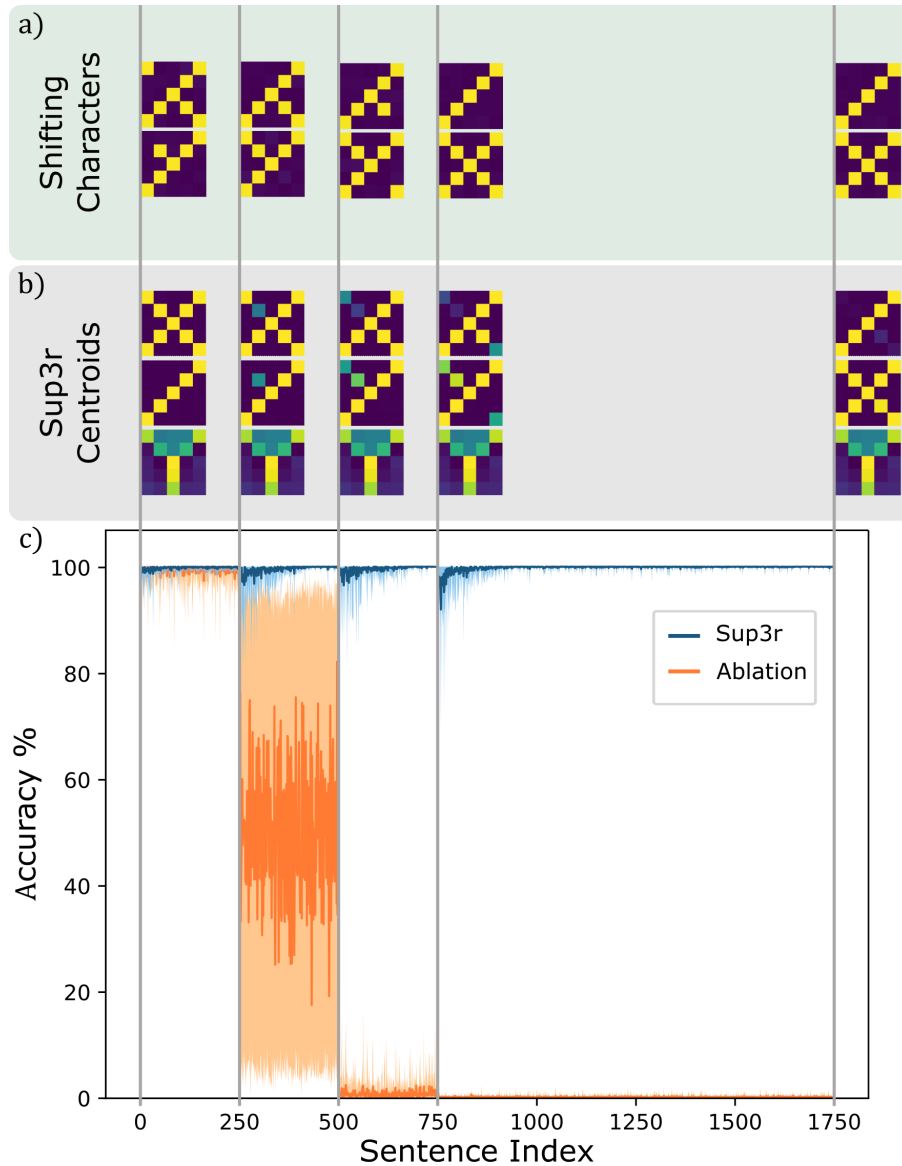 a)
Shifting
Characters
b)
Sup3r
Centroids
c)
100
80
60
40
20
0
Accuracy %
Sup3r
Ablation
0 250 500 750 1000 1250 1500 1750
Sentence Index